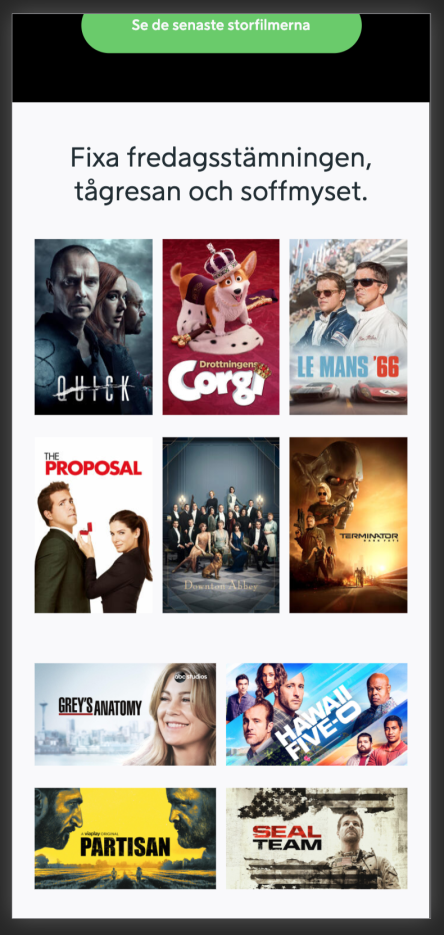 Se de senaste storfilmerna
Fixa fredagsstämningen,
tågresan och soffmyset.
QUICK
Drottningens
Corgi
LE MANS '66
THE
PROPOSAL
Downton Abbey
TERMINATOR
DARK FATE
abc studios
GREY'S ANATOMY
HAWAII
FIVE-0
A viaplay ORIGINAL
PARTISAN
SEAL
TEAM